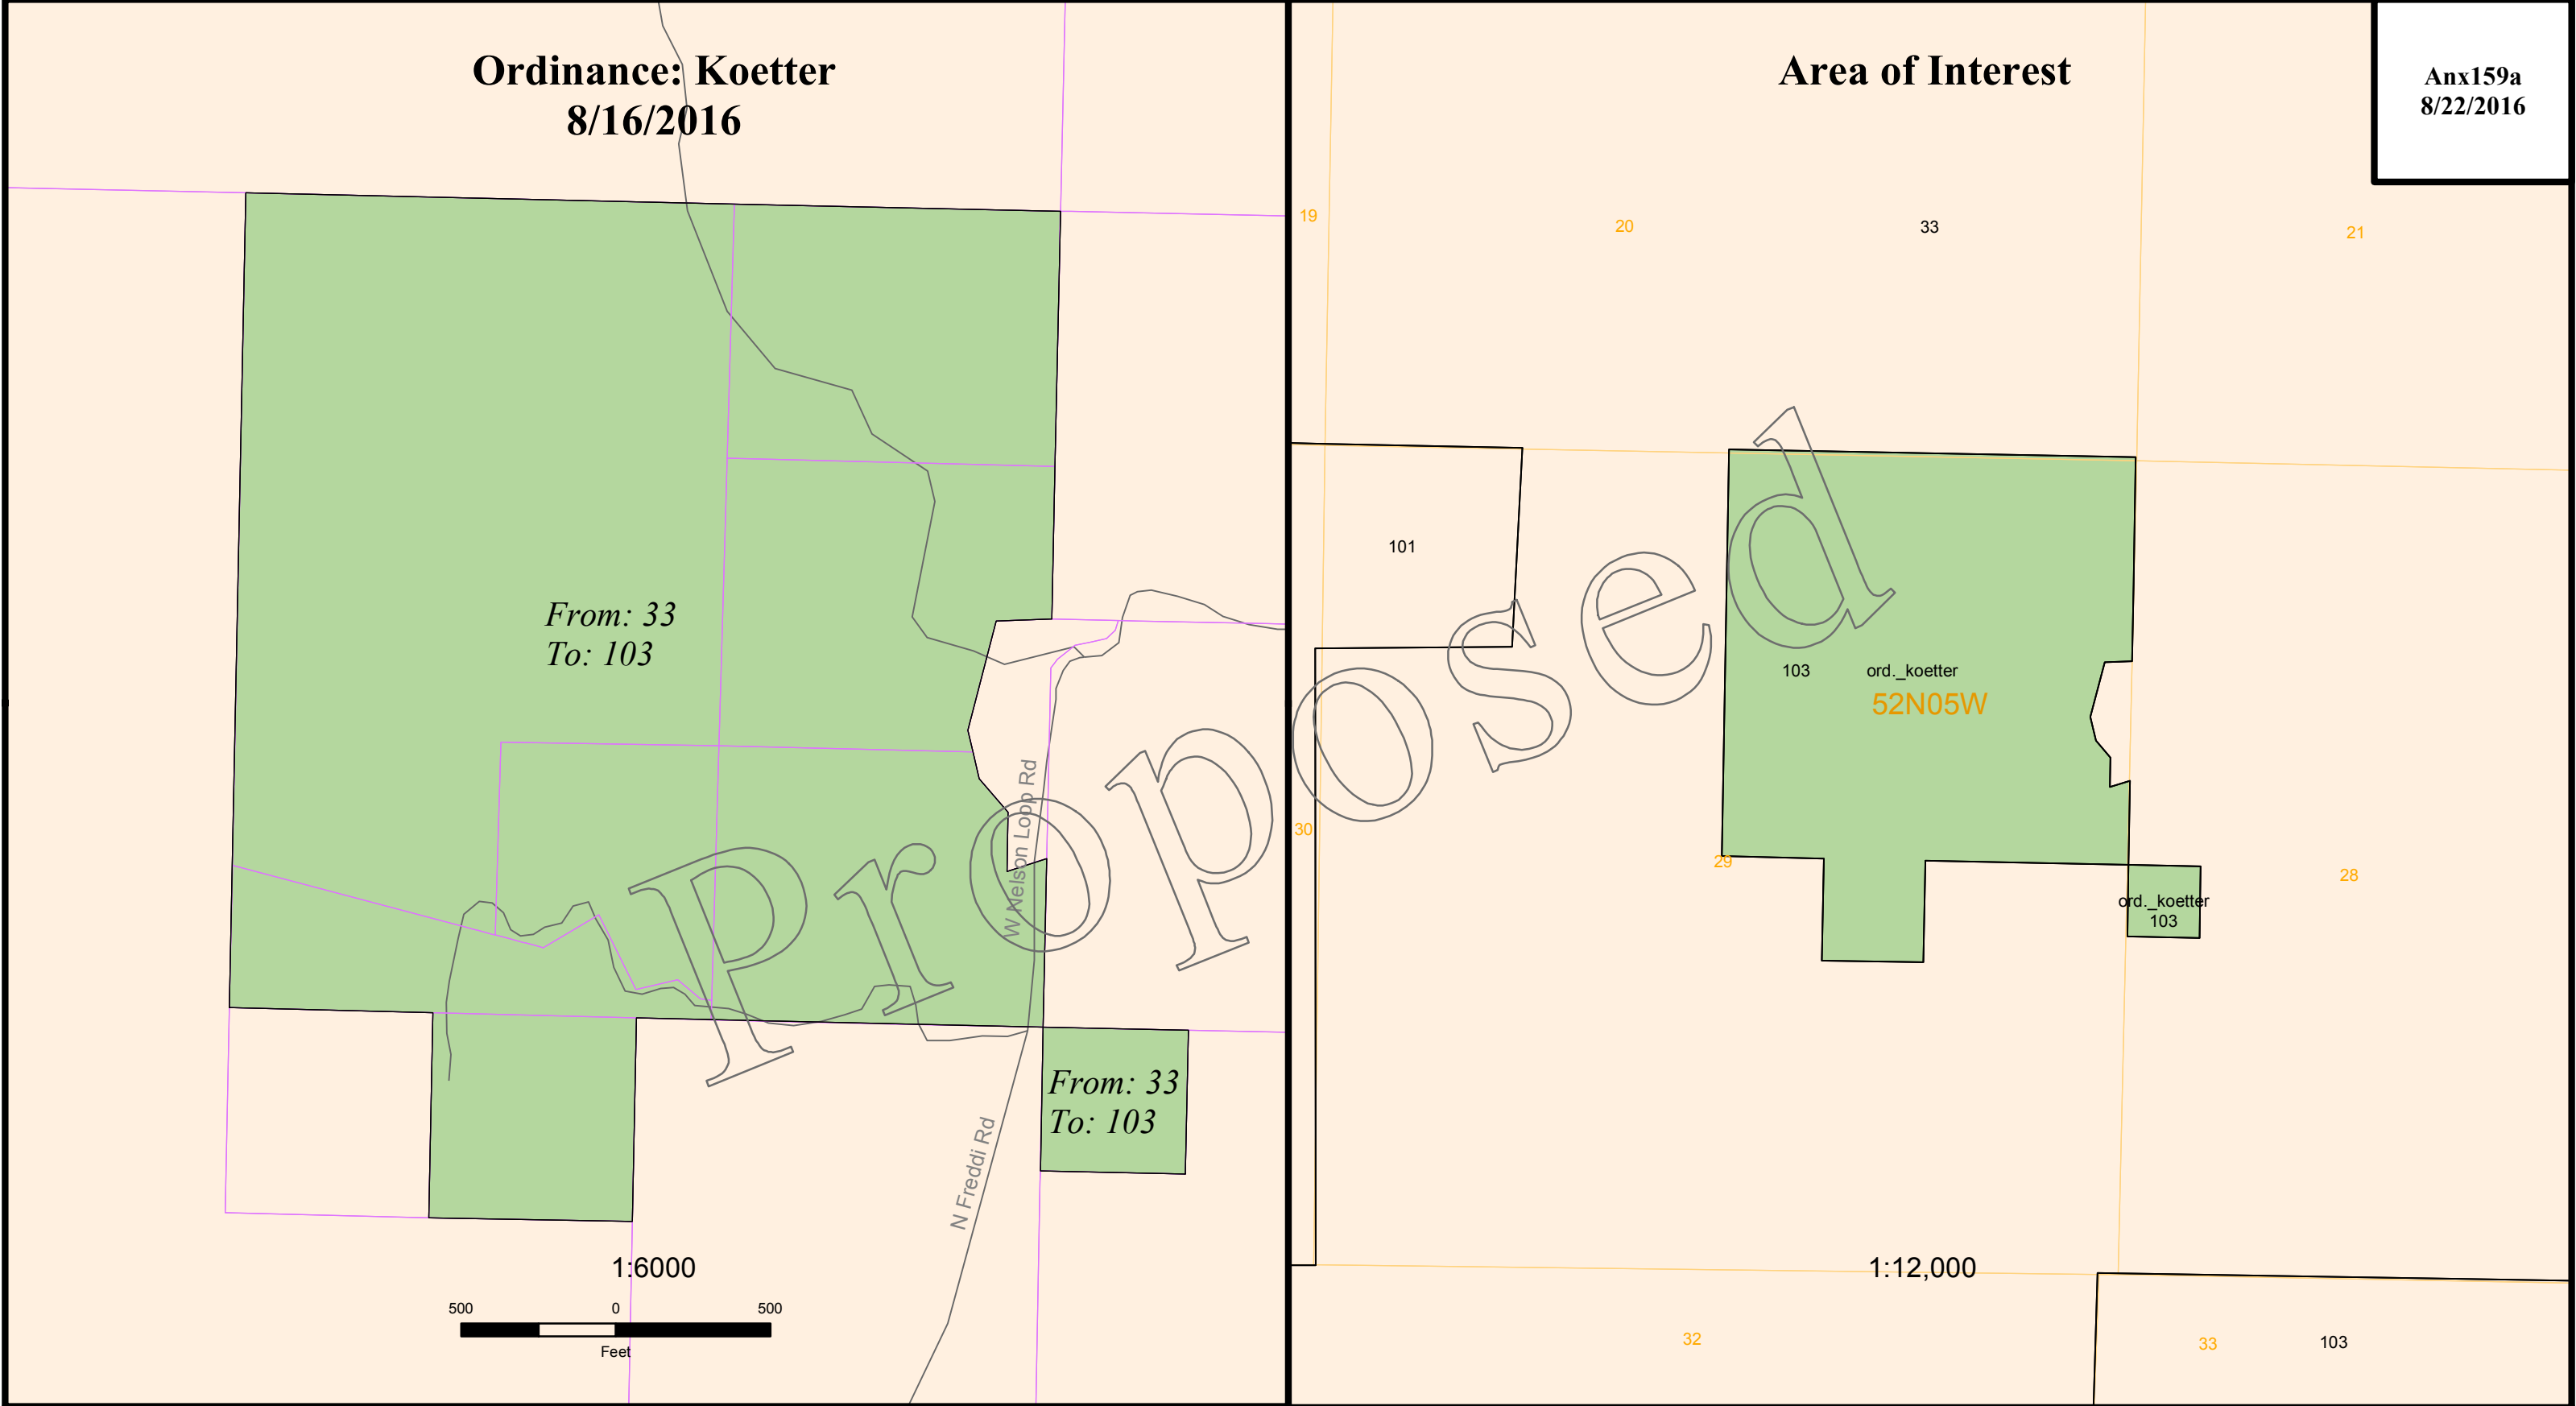 Ordinance: Koetter
8/16/2016
From: 33
To: 103
W Nelson Loop Rd
From: 33
To: 103
N Freddi Rd
1:6000
500 0 500
Feet
Proposed
Area of Interest
Anx159a
8/22/2016
19
20
33
21
101
103
ord._koetter
52N05W
30
29
28
ord._koetter
103
1:12,000
32
33
103